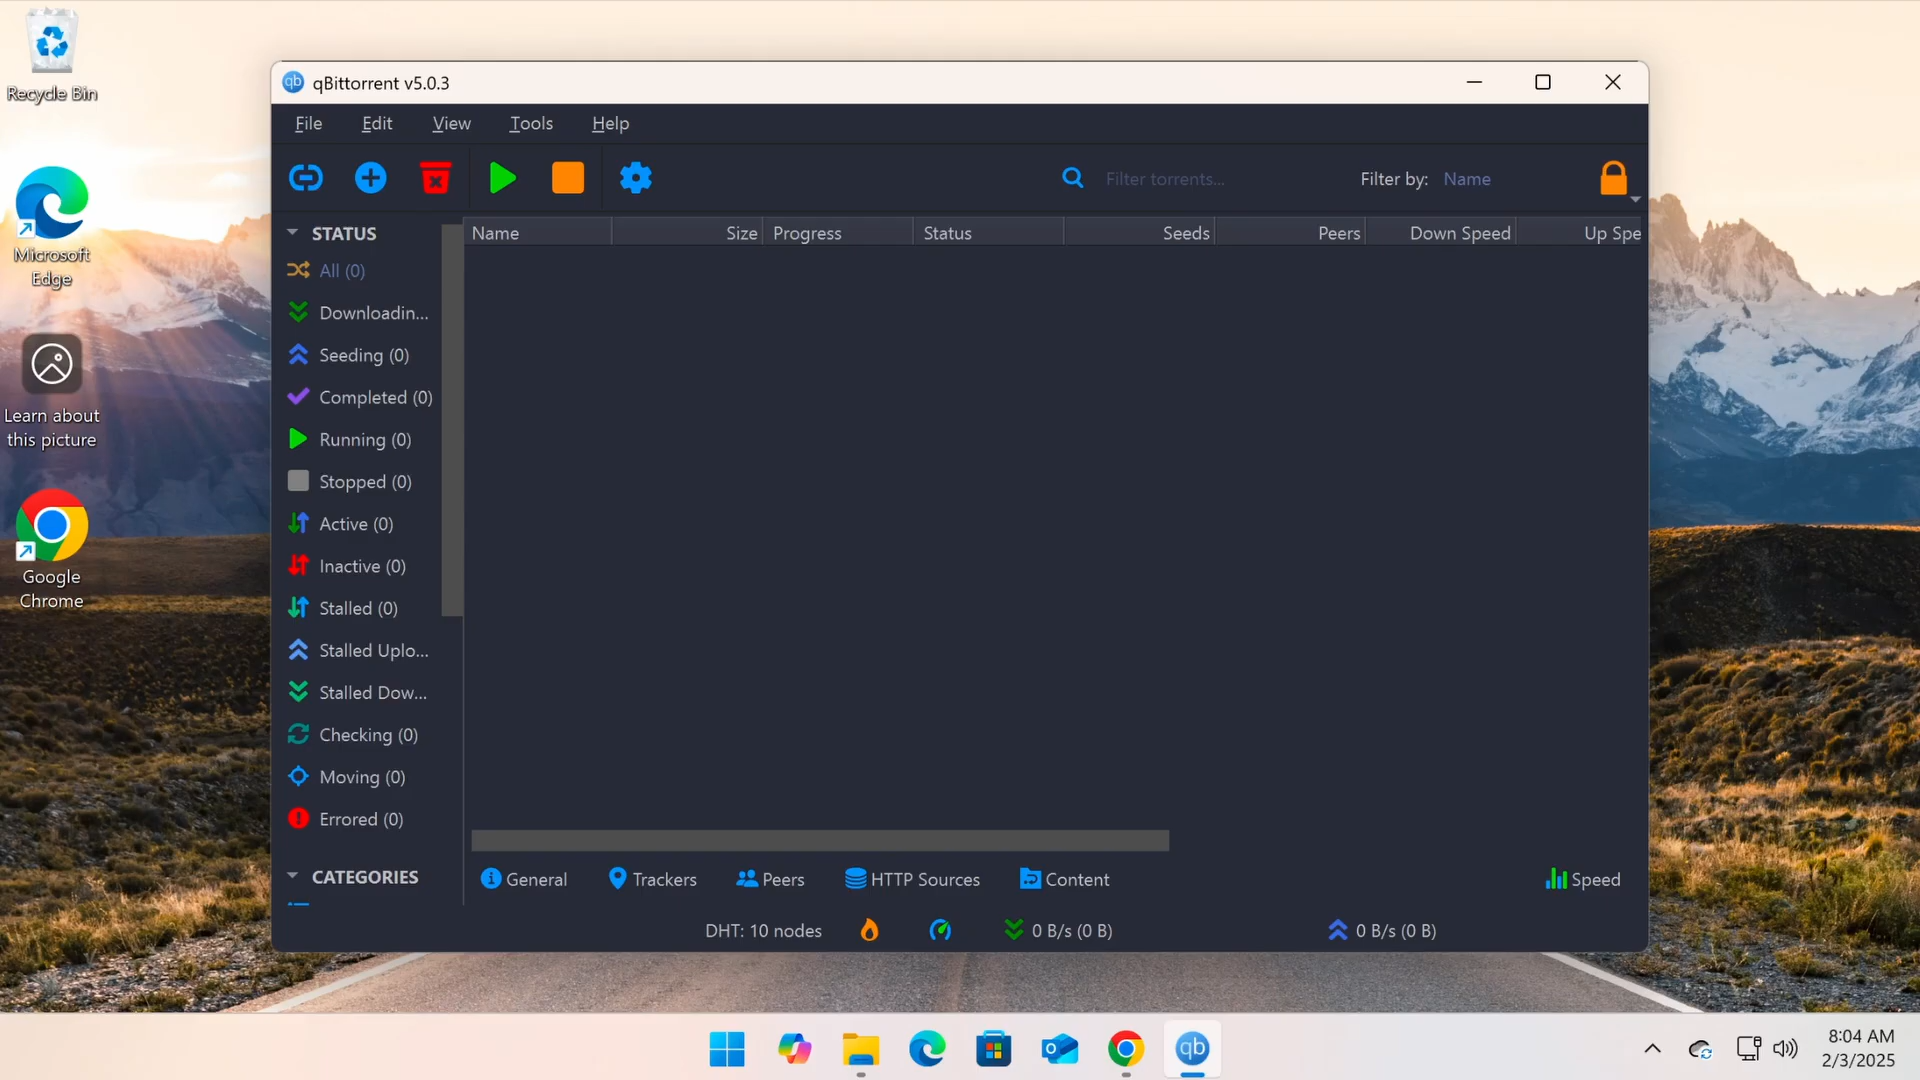 Recycle Bin
Microsoft
Edge
Learn about
this picture
Google
Chrome
qb qBittorrent v5.0.3
File Edit View Tools Help
Filter torrents... Filter by: Name
STATUS
All (0)
Downloadin...
Seeding (0)
Completed (0)
Running (0)
Stopped (0)
Active (0)
Inactive (0)
Stalled (0)
Stalled Uplo...
Stalled Dow...
Checking (0)
Moving (0)
Errored (0)
CATEGORIES
Name Size Progress Status Seeds Peers Down Speed Up Spe
General Trackers Peers HTTP Sources Content Speed
DHT: 10 nodes 0 B/s (0 B) 0 B/s (0 B)
qb
8:04 AM
2/3/2025